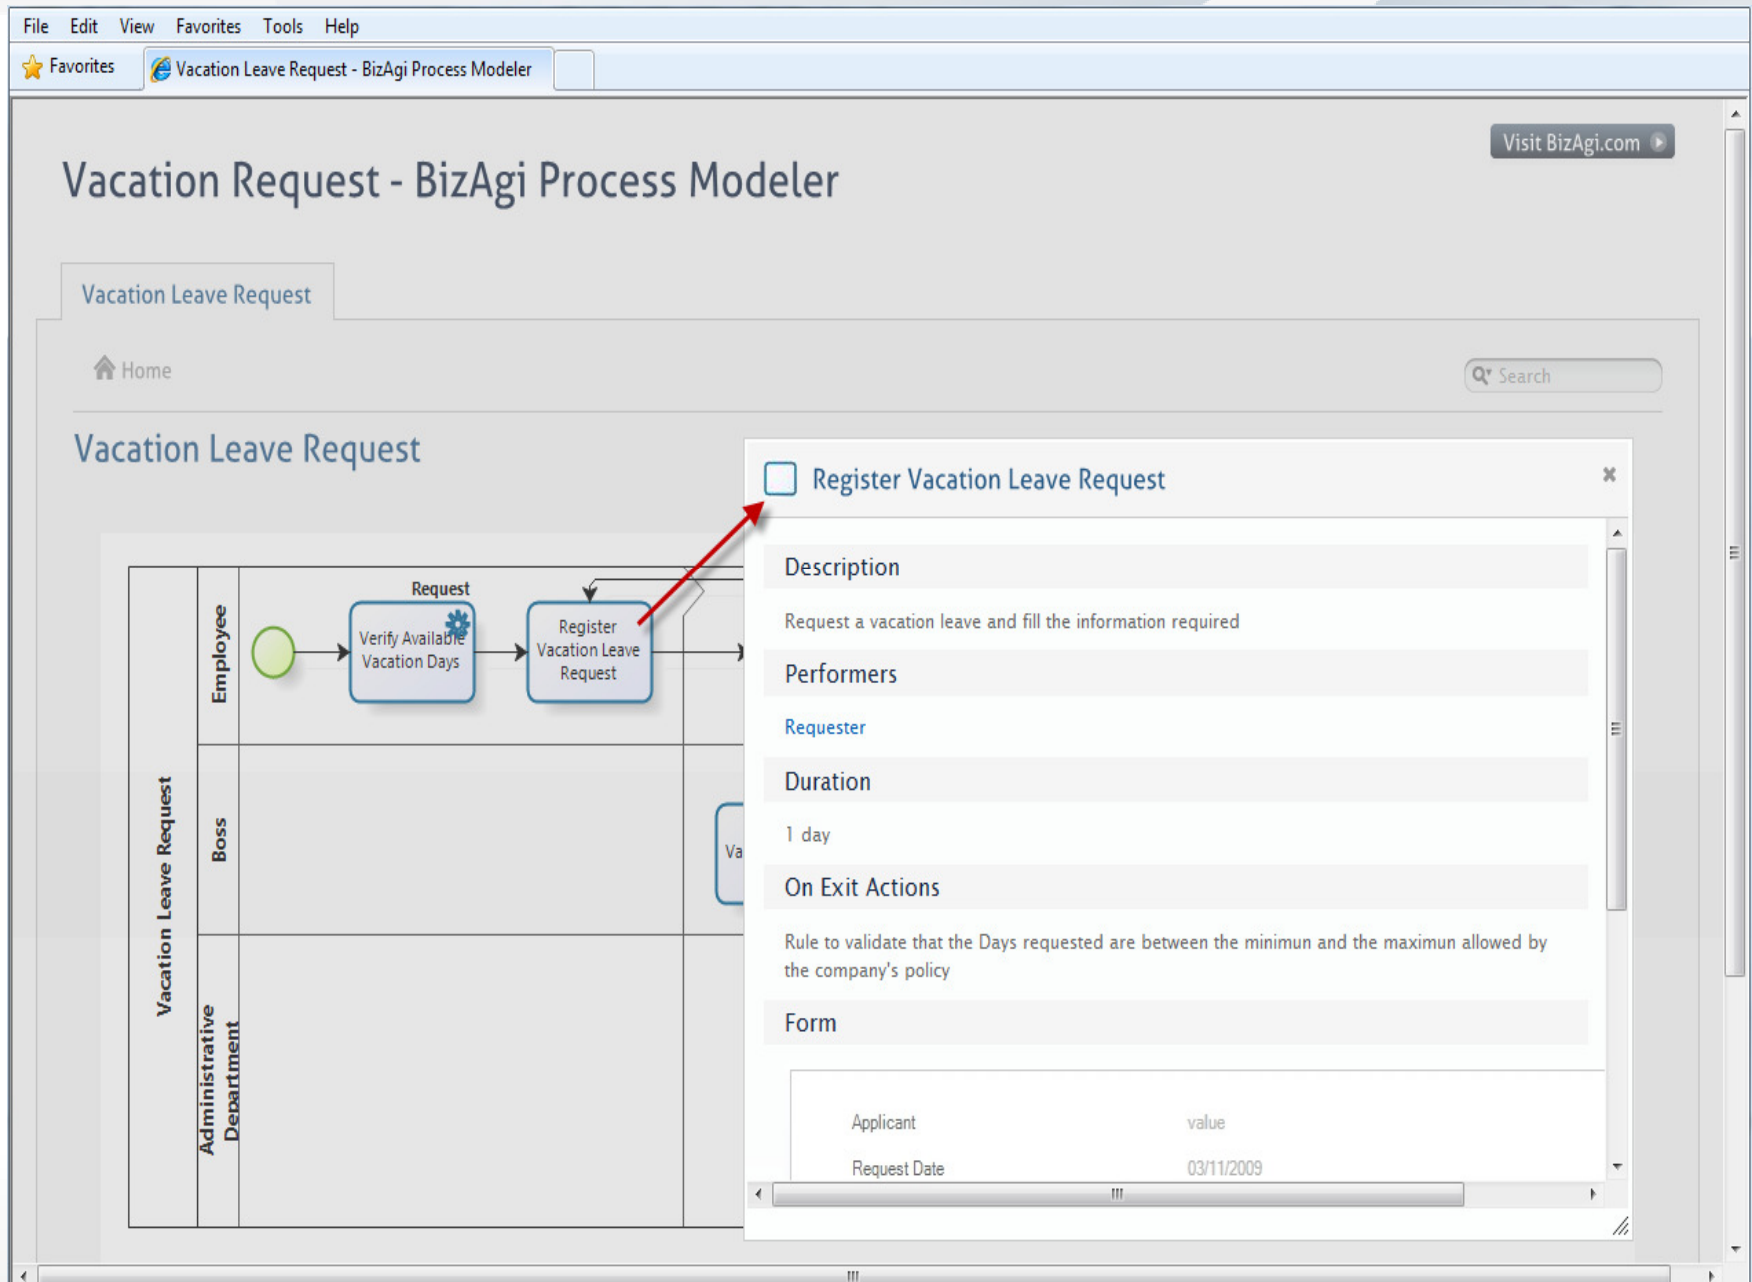 File Edit View Favorites Tools Help
Favorites
Vacation Leave Request - BizAgi Process Modeler
Visit BizAgi.com
Vacation Request - BizAgi Process Modeler
Vacation Leave Request
Home
Search
Vacation Leave Request
Vacation Leave Request
Employee
Boss
Administrative
Department
Request
Verify Available
Vacation Days
Register
Vacation Leave
Request
Va
Register Vacation Leave Request
Description
Request a vacation leave and fill the information required
Performers
Requester
Duration
1 day
On Exit Actions
Rule to validate that the Days requested are between the minimun and the maximun allowed by
the company's policy
Form
Applicant value
Request Date 03/11/2009